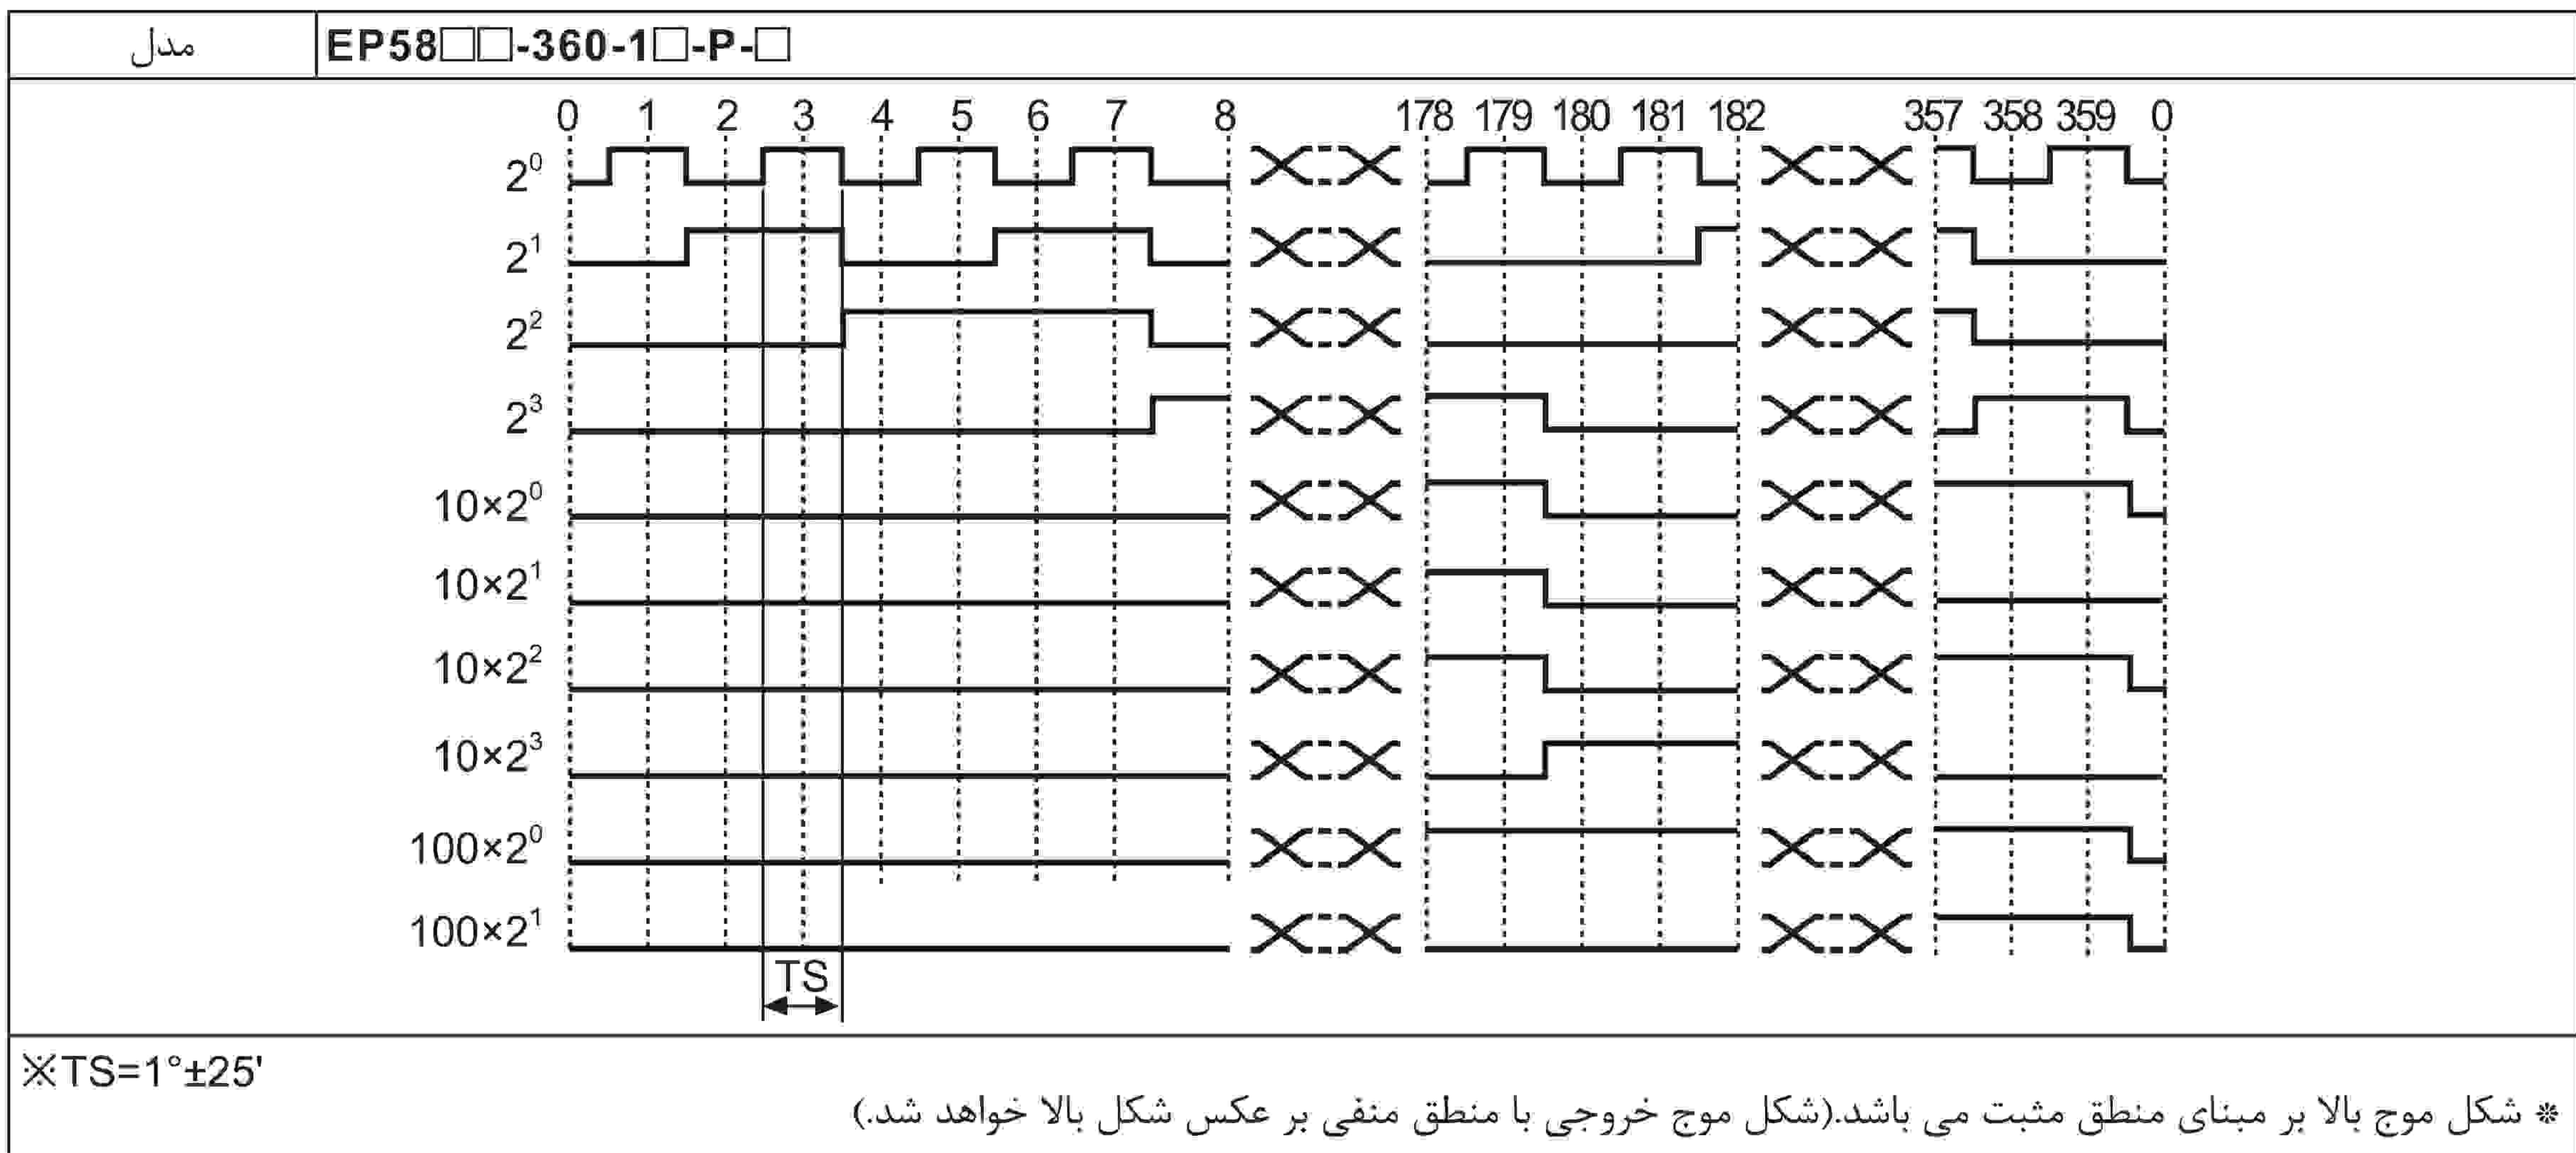 مدل EP58□□-360-1□-P-□
0 1 2 3 4 5 6 7 8 178 179 180 181 182 357 358 359 0
2⁰
2¹
2²
2³
10×2⁰
10×2¹
10×2²
10×2³
100×2⁰
100×2¹
TS
※TS=1°±25'
❊ شکل موج بالا بر مبنای منطق مثبت می باشد.(شکل موج خروجی با منطق منفی بر عکس شکل بالا خواهد شد.)